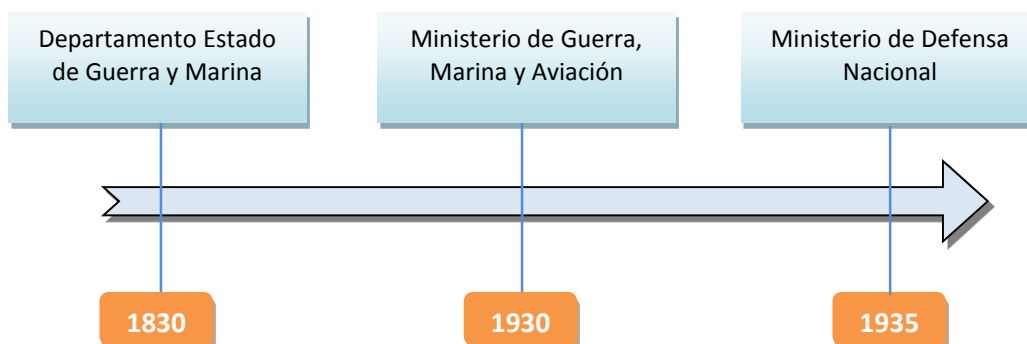 Departamento Estado
de Guerra y Marina
Ministerio de Guerra,
Marina y Aviación
Ministerio de Defensa
Nacional
1830
1930
1935